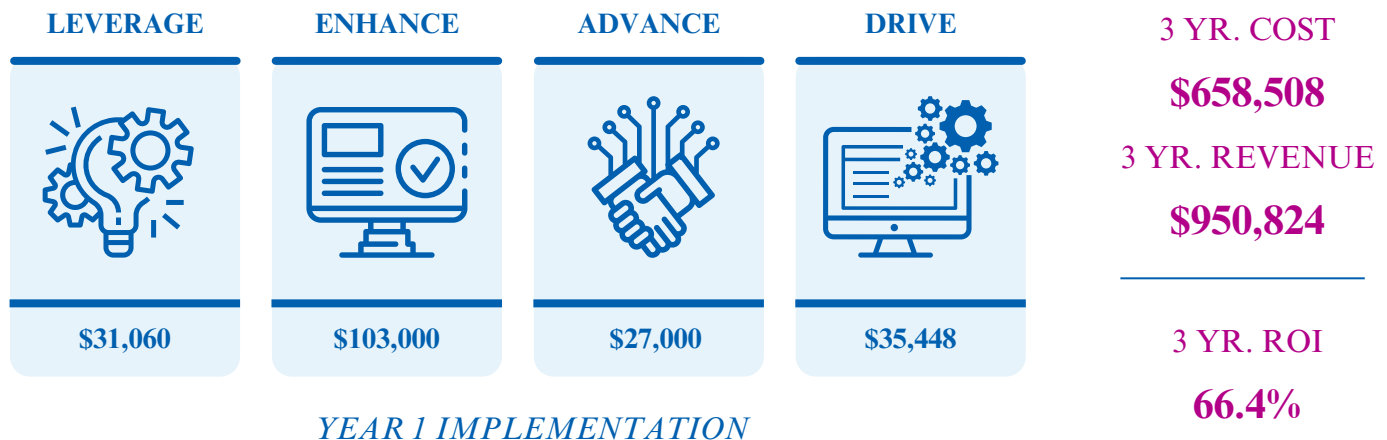 LEVERAGE
ENHANCE
ADVANCE
DRIVE
$31,060
$103,000
$27,000
$35,448
YEAR 1 IMPLEMENTATION
3 YR. COST
$658,508
3 YR. REVENUE
$950,824
3 YR. ROI
66.4%